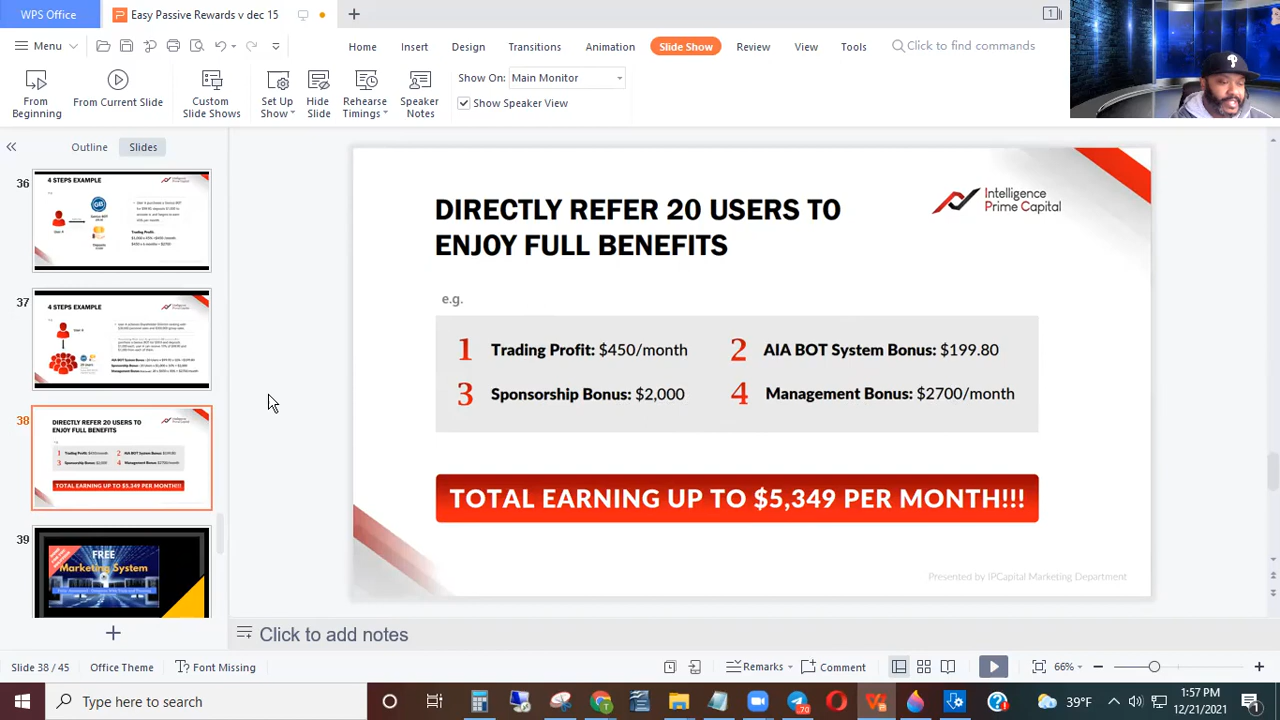 WPS Office
Easy Passive Rewards v dec 15
1
Menu
Home
Insert
Design
Transitions
Animation
Slide Show
Review
View
Tools
Click to find commands
From
Beginning
From Current Slide
Custom
Slide Shows
Set Up
Show
Hide
Slide
Rehearse
Timings
Speaker
Notes
Show On:
Main Monitor
Show Speaker View
Outline
Slides
36
4 STEPS EXAMPLE
37
4 STEPS EXAMPLE
38
DIRECTLY REFER 20 USERS TO
ENJOY FULL BENEFITS
TOTAL EARNING UP TO $5,349 PER MONTH!!!
39
FREE
Marketing System
DIRECTLY REFER 20 USERS TO
ENJOY FULL BENEFITS
Intelligence
Prime Capital
e.g.
1 Trading Profit: $450/month
2 AIA BOT System Bonus: $199.80
3 Sponsorship Bonus: $2,000
4 Management Bonus: $2700/month
TOTAL EARNING UP TO $5,349 PER MONTH!!!
Presented by IPCapital Marketing Department
Click to add notes
Slide 38 / 45
Office Theme
Font Missing
Remarks
Comment
66%
Type here to search
70
39°F
1:57 PM
12/21/2021
1